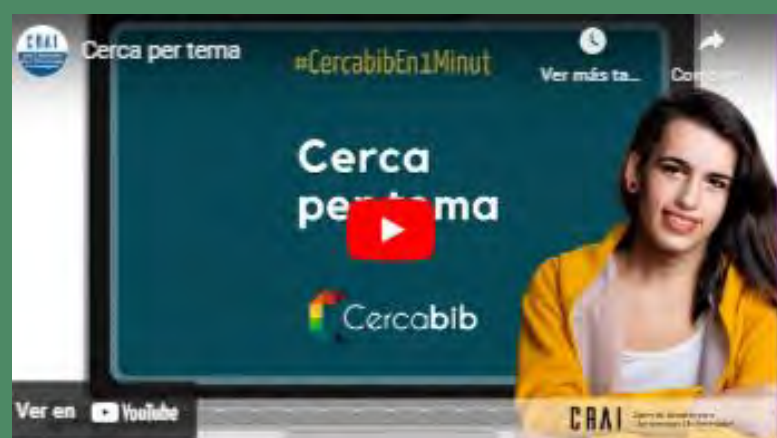 CRAI
Cerca per tema
#CercabibEn1Minut
Ver más ta...
Cerca
per tema
Cercabib
Ver en YouTube
CRAI